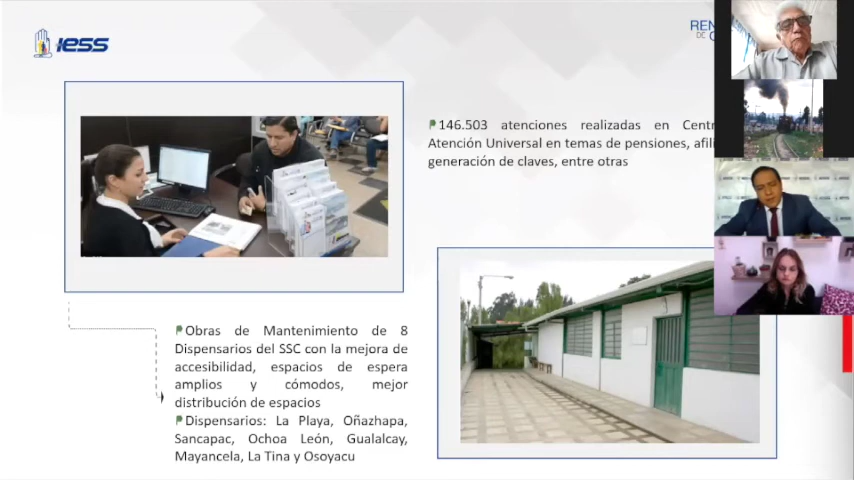 IESS
REN
DE
146.503 atenciones realizadas en Centr
Atención Universal en temas de pensiones, afil
generación de claves, entre otras
Obras de Mantenimiento de 8
Dispensarios del SSC con la mejora de
accesibilidad, espacios de espera
amplios y cómodos, mejor
distribución de espacios
Dispensarios: La Playa, Oñazhapa,
Sancapac, Ochoa León, Gualalcay,
Mayancela, La Tina y Osoyacu